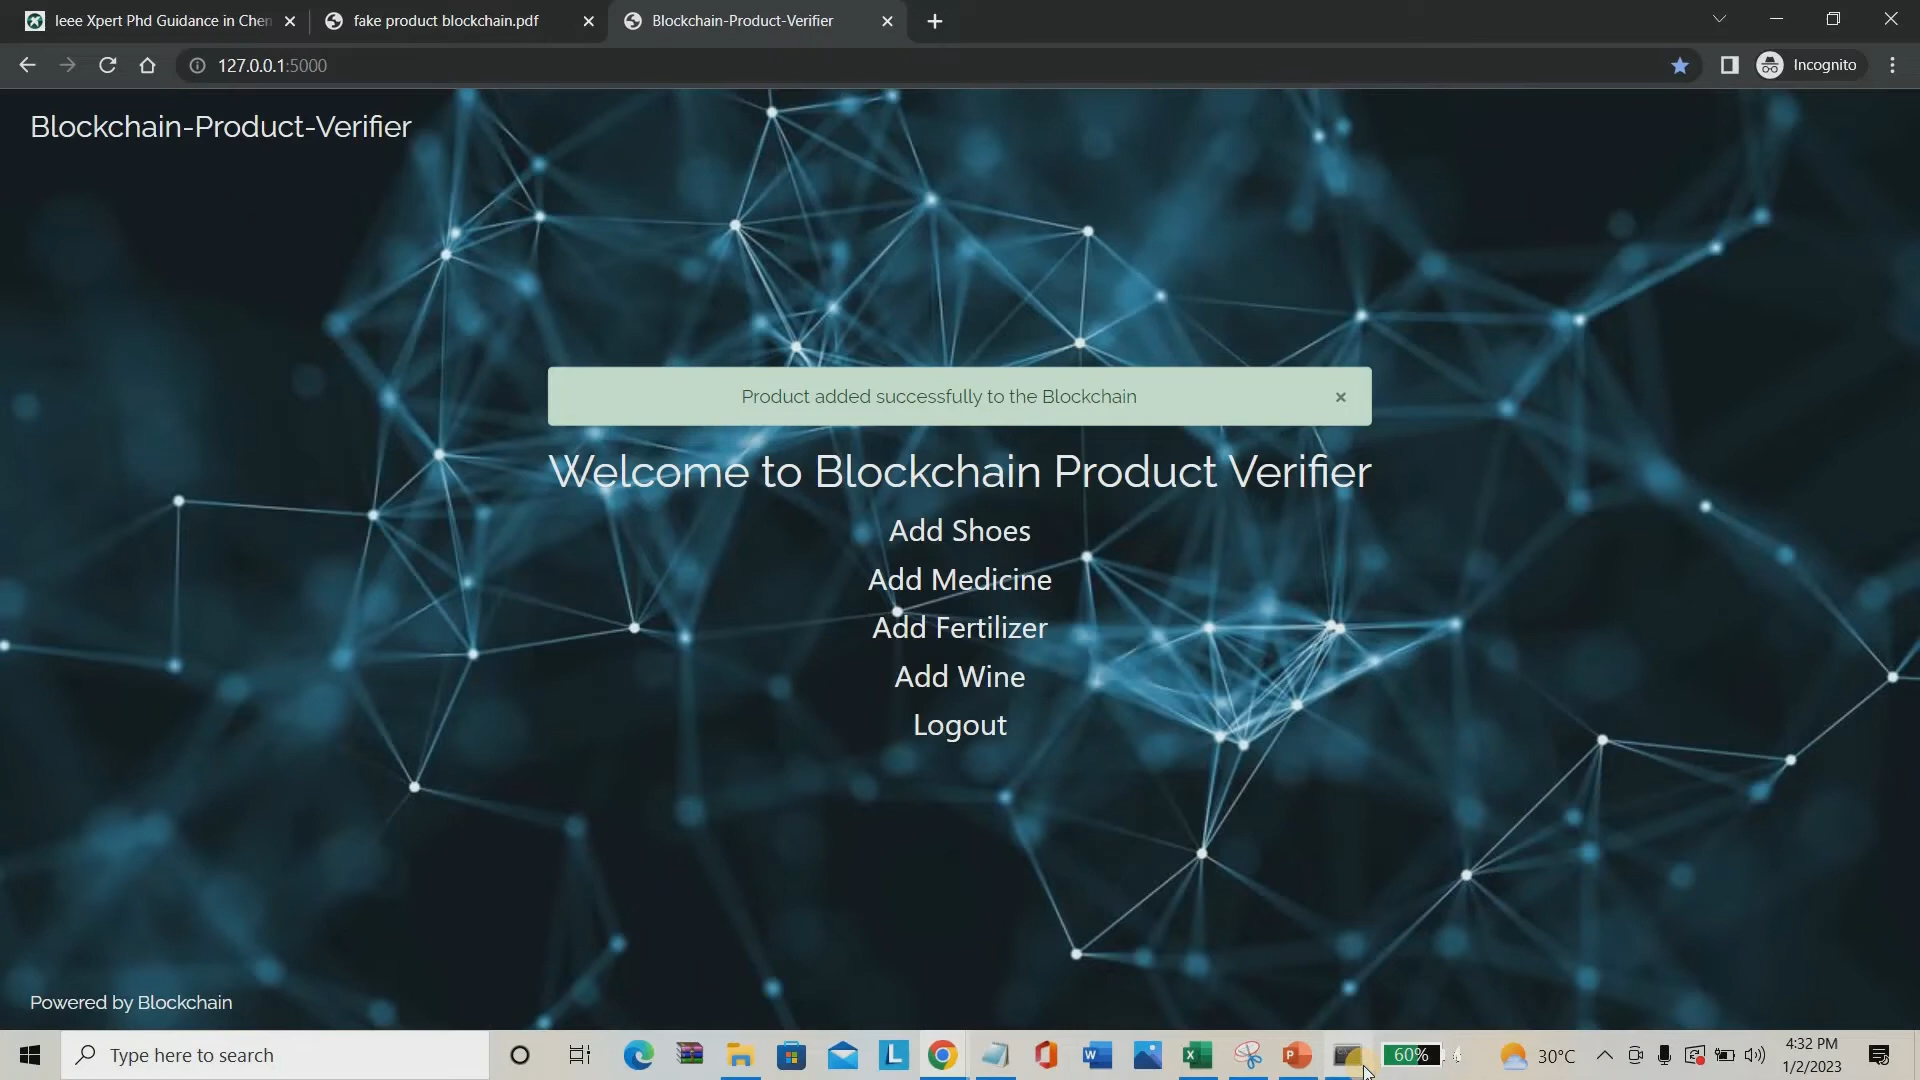 Ieee Xpert Phd Guidance in Chen
fake product blockchain.pdf
Blockchain-Product-Verifier
127.0.0.1:5000
Incognito
Blockchain-Product-Verifier
Product added successfully to the Blockchain
Welcome to Blockchain Product Verifier
Add Shoes
Add Medicine
Add Fertilizer
Add Wine
Logout
Powered by Blockchain
Type here to search
60%
30°C
4:32 PM
1/2/2023